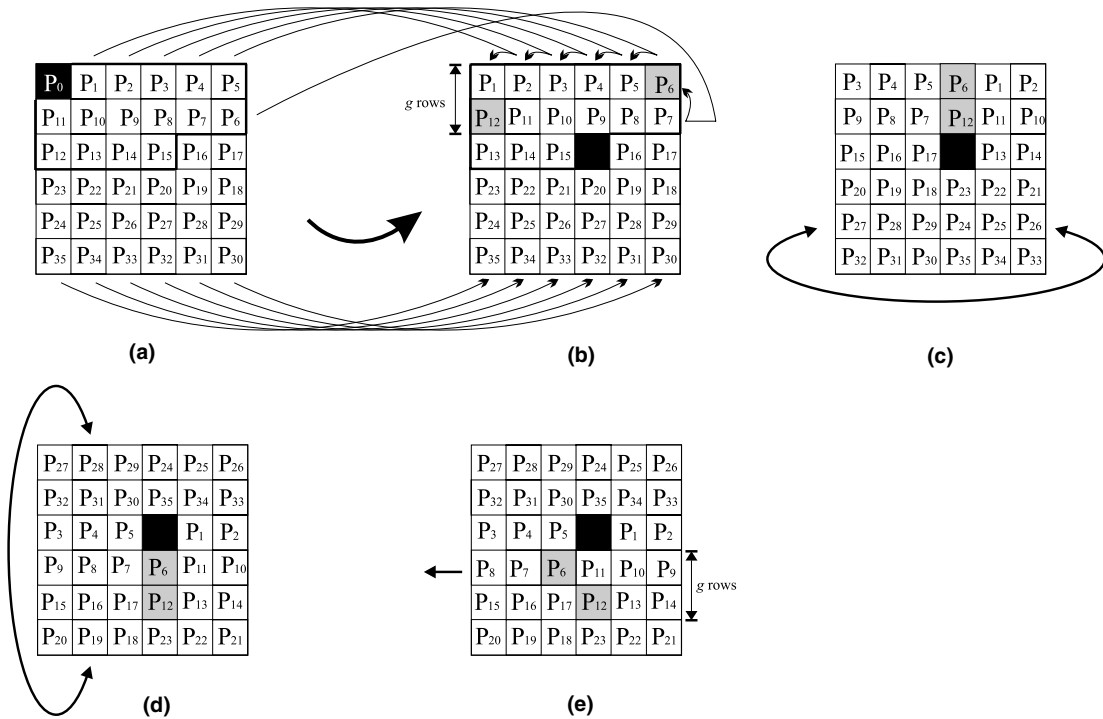 P0 P1 P2 P3 P4 P5
P11 P10 P9 P8 P7 P6
P12 P13 P14 P15 P16 P17
P23 P22 P21 P20 P19 P18
P24 P25 P26 P27 P28 P29
P35 P34 P33 P32 P31 P30
(a)
g rows
P1 P2 P3 P4 P5 P6
P12 P11 P10 P9 P8 P7
P13 P14 P15 P16 P17
P23 P22 P21 P20 P19 P18
P24 P25 P26 P27 P28 P29
P35 P34 P33 P32 P31 P30
(b)
P3 P4 P5 P6 P1 P2
P9 P8 P7 P12 P11 P10
P15 P16 P17 P13 P14
P20 P19 P18 P23 P22 P21
P27 P28 P29 P24 P25 P26
P32 P31 P30 P35 P34 P33
(c)
P27 P28 P29 P24 P25 P26
P32 P31 P30 P35 P34 P33
P3 P4 P5 P1 P2
P9 P8 P7 P6 P11 P10
P15 P16 P17 P12 P13 P14
P20 P19 P18 P23 P22 P21
(d)
P27 P28 P29 P24 P25 P26
P32 P31 P30 P35 P34 P33
P3 P4 P5 P1 P2
P8 P7 P6 P11 P10 P9
P15 P16 P17 P12 P13 P14
P20 P19 P18 P23 P22 P21
g rows
(e)